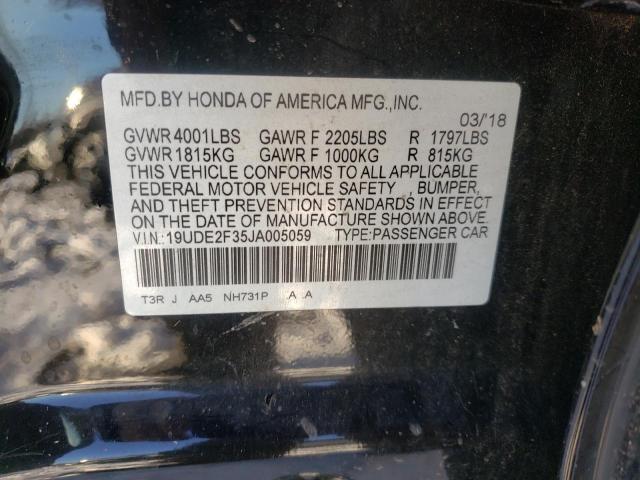 MFD.BY HONDA OF AMERICA MFG.,INC.
03/'18
GVWR 4001LBS GAWR F 2205LBS R 1797LBS
GVWR 1815KG GAWR F 1000KG R 815KG
THIS VEHICLE CONFORMS TO ALL APPLICABLE
FEDERAL MOTOR VEHICLE SAFETY , BUMPER,
AND THEFT PREVENTION STANDARDS IN EFFECT
ON THE DATE OF MANUFACTURE SHOWN ABOVE.
V.I.N.:19UDE2F35JA005059 TYPE:PASSENGER CAR
T3R J AA5 NH731P .A .A